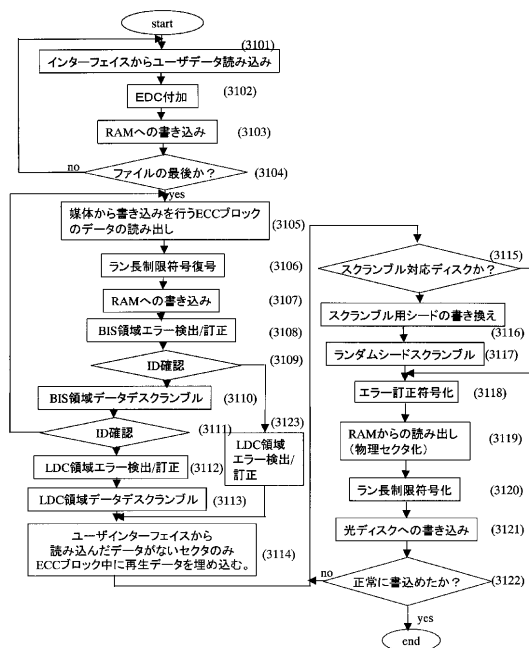 start
(3101)
インターフェイスからユーザデータ読み込み
(3102)
EDC付加
RAMへの書き込み
(3103)
no
ファイルの最後か?
(3104)
yes
媒体から書き込みを行うECCブロック
のデータの読み出し
(3105)
ラン長制限符号復号
(3106)
RAMへの書き込み
(3107)
BIS領域エラー検出/訂正
(3108)
ID確認
(3109)
BIS領域データデスクランブル
(3110)
ID確認
(3111)
LDC領域エラー検出/訂正
(3112)
LDC領域データデスクランブル
(3113)
(3123)
LDC領域
エラー検出/
訂正
ユーザインターフェイスから
読み込んだデータがないセクタのみ
ECCブロック中に再生データを埋め込む。
(3114)
スクランブル対応ディスクか?
(3115)
スクランブル用シードの書き換え
(3116)
ランダムシードスクランブル
(3117)
エラー訂正符号化
(3118)
RAMからの読み出し
(物理セクタ化)
(3119)
ラン長制限符号化
(3120)
光ディスクへの書き込み
(3121)
no
正常に書込めたか?
(3122)
yes
end